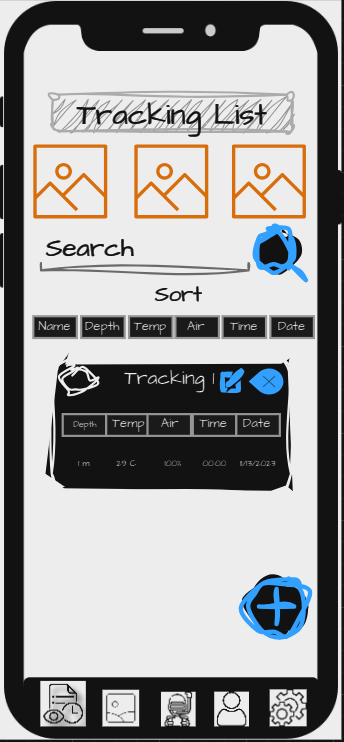 Tracking List
Search
Sort
Name Depth Temp Air Time Date
Tracking 1
Depth Temp Air Time Date
1 m 29 C 100% 00:00 8/13/2023